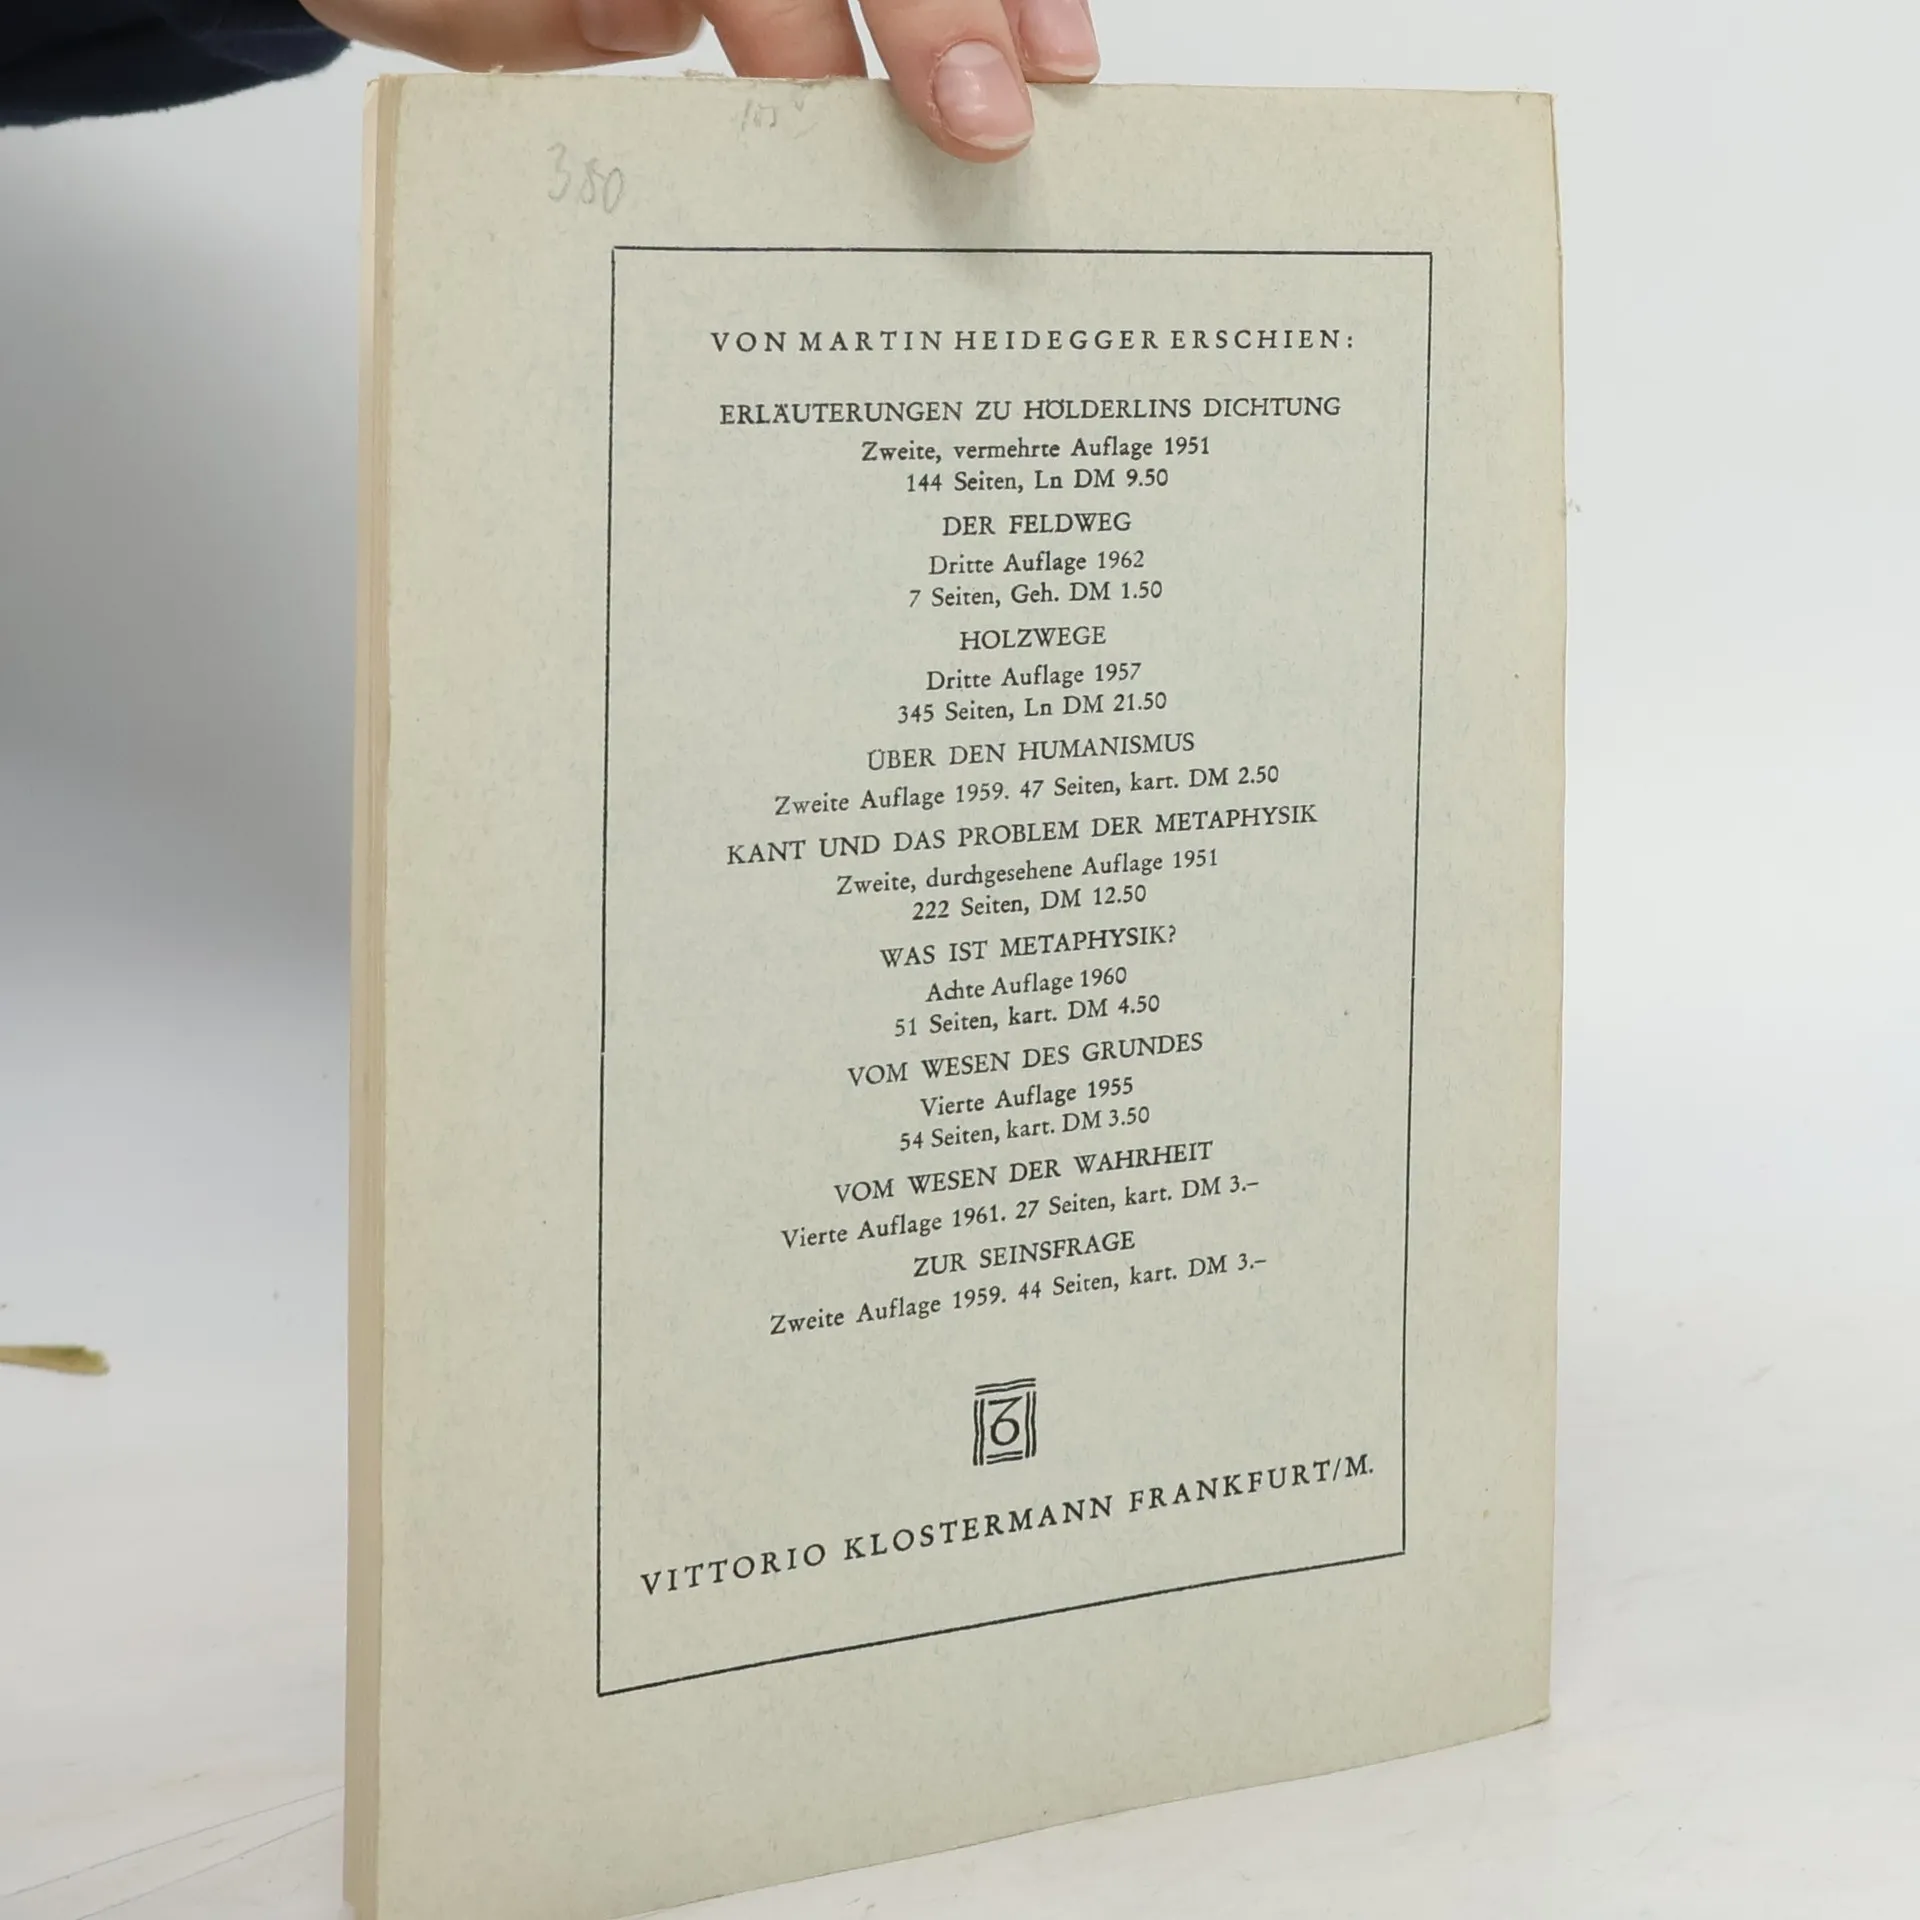 380
VON MARTIN HEIDEGGER ERSCHIEN:
ERLÄUTERUNGEN ZU HÖLDERLINS DICHTUNG
Zweite, vermehrte Auflage 1951
144 Seiten, Ln DM 9.50
DER FELDWEG
Dritte Auflage 1962
7 Seiten, Geh. DM 1.50
HOLZWEGE
Dritte Auflage 1957
345 Seiten, Ln DM 21.50
ÜBER DEN HUMANISMUS
Zweite Auflage 1959. 47 Seiten, kart. DM 2.50
KANT UND DAS PROBLEM DER METAPHYSIK
Zweite, durchgesehene Auflage 1951
222 Seiten, DM 12.50
WAS IST METAPHYSIK?
Achte Auflage 1960
51 Seiten, kart. DM 4.50
VOM WESEN DES GRUNDES
Vierte Auflage 1955
54 Seiten, kart. DM 3.50
VOM WESEN DER WAHRHEIT
Vierte Auflage 1961. 27 Seiten, kart. DM 3.–
ZUR SEINSFRAGE
Zweite Auflage 1959. 44 Seiten, kart. DM 3.–
VITTORIO KLOSTERMANN FRANKFURT/M.